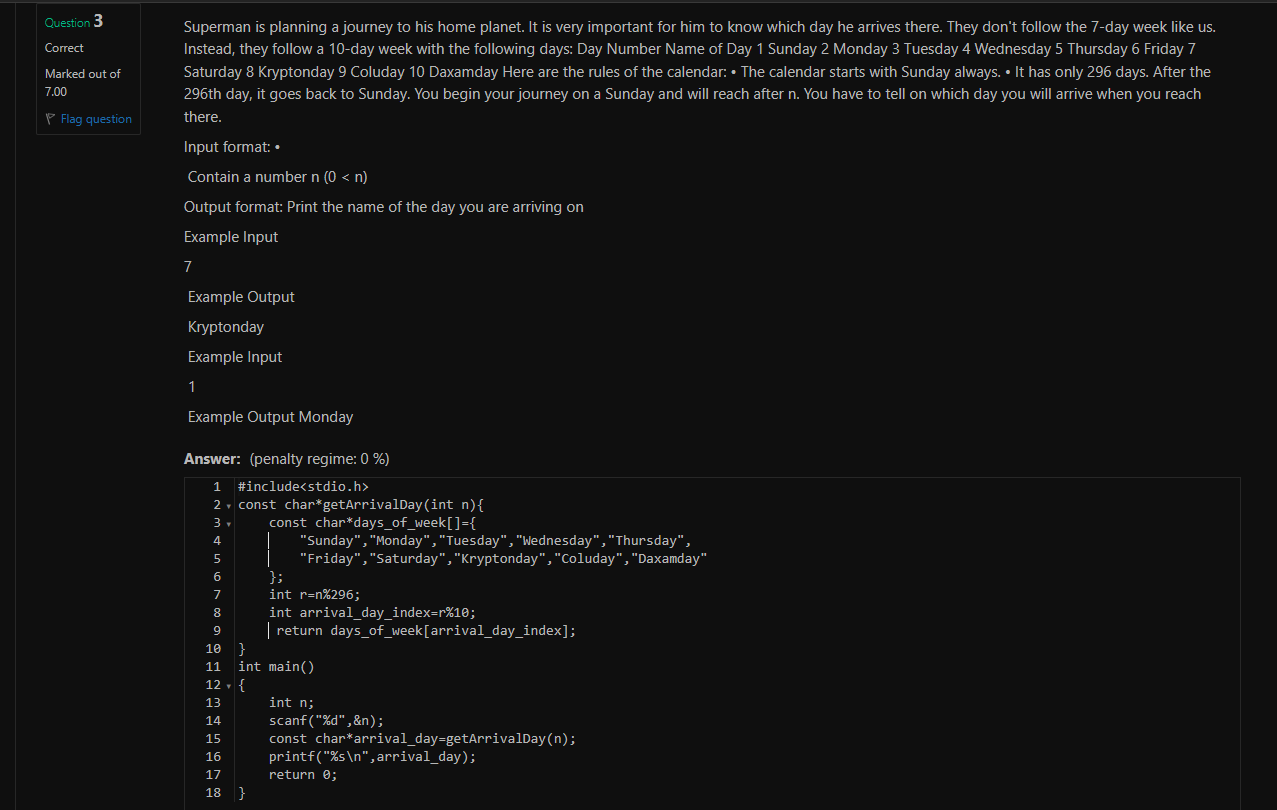 Question 3
Correct
Marked out of
7.00
Flag question
Superman is planning a journey to his home planet. It is very important for him to know which day he arrives there. They don't follow the 7-day week like us.
Instead, they follow a 10-day week with the following days: Day Number Name of Day 1 Sunday 2 Monday 3 Tuesday 4 Wednesday 5 Thursday 6 Friday 7
Saturday 8 Kryptonday 9 Coluday 10 Daxamday Here are the rules of the calendar: • The calendar starts with Sunday always. • It has only 296 days. After the
296th day, it goes back to Sunday. You begin your journey on a Sunday and will reach after n. You have to tell on which day you will arrive when you reach
there.
Input format: •
Contain a number n (0 < n)
Output format: Print the name of the day you are arriving on
Example Input
7
Example Output
Kryptonday
Example Input
1
Example Output Monday
Answer: (penalty regime: 0 %)
1 #include<stdio.h>
2 const char*getArrivalDay(int n){
3     const char*days_of_week[]={
4         "Sunday","Monday","Tuesday","Wednesday","Thursday",
5         "Friday","Saturday","Kryptonday","Coluday","Daxamday"
6     };
7     int r=n%296;
8     int arrival_day_index=r%10;
9      return days_of_week[arrival_day_index];
10 }
11 int main()
12 {
13     int n;
14     scanf("%d",&n);
15     const char*arrival_day=getArrivalDay(n);
16     printf("%s\n",arrival_day);
17     return 0;
18 }